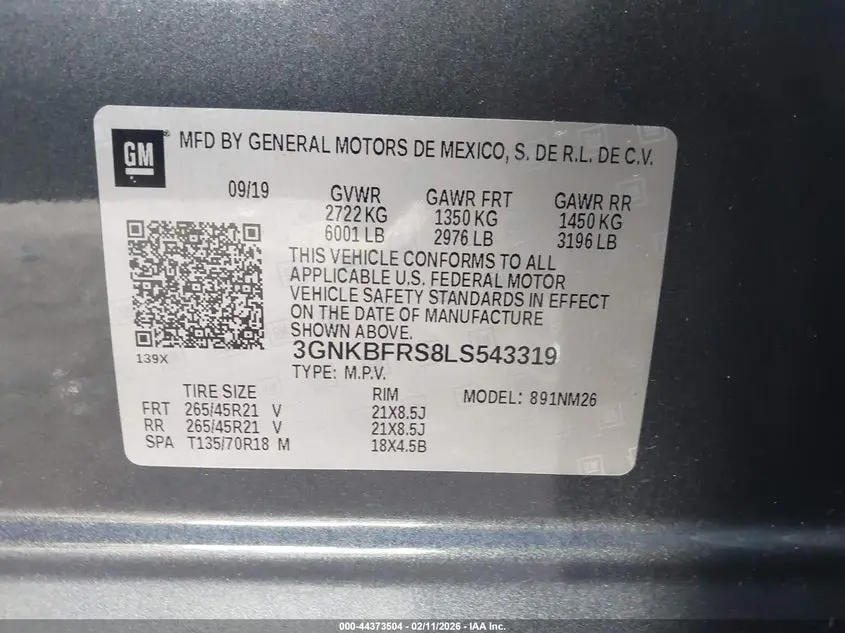 GM
MFD BY GENERAL MOTORS DE MEXICO, S. DE R.L. DE C.V.
09/19 GVWR GAWR FRT GAWR RR
2722 KG 1350 KG 1450 KG
6001 LB 2976 LB 3196 LB
THIS VEHICLE CONFORMS TO ALL
APPLICABLE U.S. FEDERAL MOTOR
VEHICLE SAFETY STANDARDS IN EFFECT
ON THE DATE OF MANUFACTURE
SHOWN ABOVE.
139X
3GNKBFRS8LS543319
TYPE: M.P.V.
TIRE SIZE RIM MODEL: 891NM26
FRT 265/45R21 V 21X8.5J
RR 265/45R21 V 21X8.5J
SPA T135/70R18 M 18X4.5B
000-44373504 - 02/11/2026 - IAA Inc.